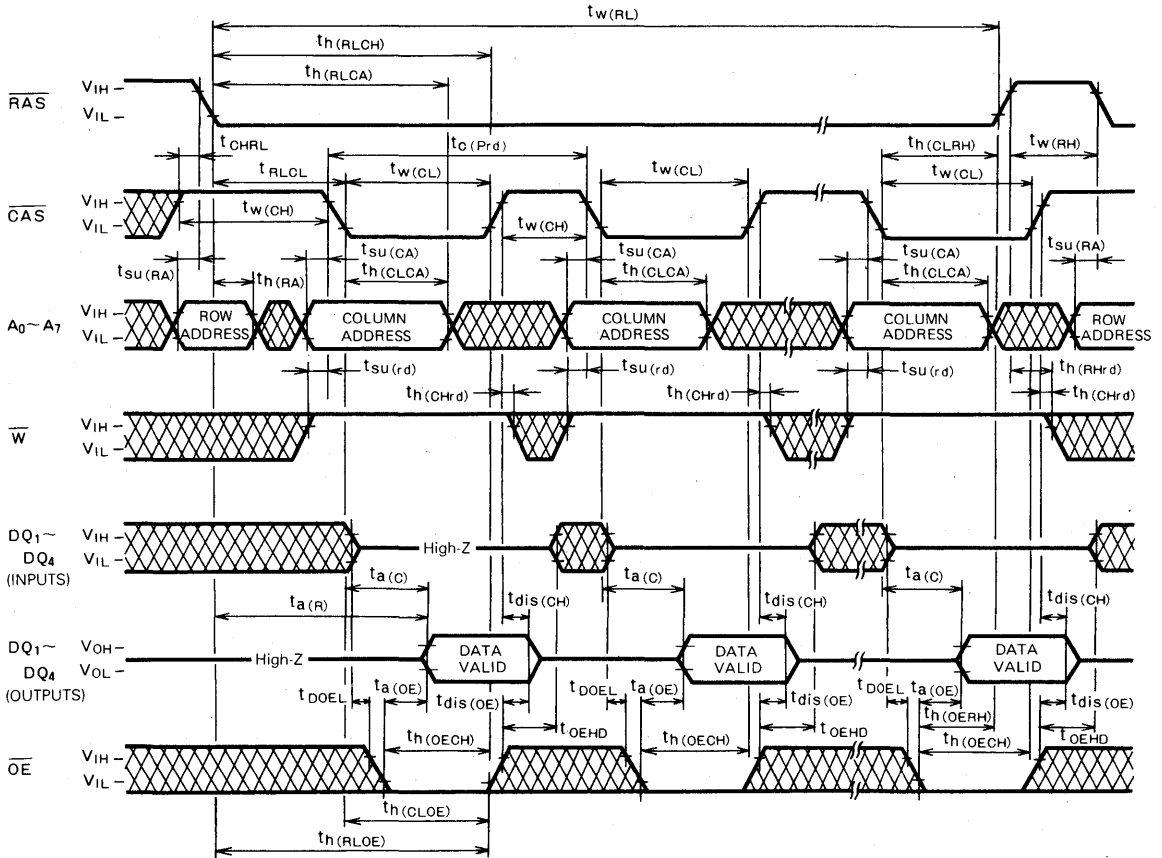 tw(RL)
th(RLCH)
th(RLCA)
RAS
VIH
VIL
tCHRL
tRLCL
tc(Prd)
tw(CL)
tw(CL)
th(CLRH)
tw(RH)
tw(CL)
CAS
VIH
VIL
tw(CH)
tw(CH)
tsu(RA)
th(RA)
tsu(CA)
th(CLCA)
tsu(CA)
th(CLCA)
tsu(CA)
th(CLCA)
tsu(RA)
A0~A7
VIH
VIL
ROW ADDRESS
COLUMN ADDRESS
COLUMN ADDRESS
COLUMN ADDRESS
ROW ADDRESS
tsu(rd)
th(CHrd)
tsu(rd)
th(CHrd)
tsu(rd)
th(RHrd)
th(CHrd)
W
VIH
VIL
DQ1~DQ4
(INPUTS)
VIH
VIL
High-Z
ta(C)
ta(R)
tdis(CH)
ta(C)
tdis(CH)
ta(C)
tdis(CH)
DQ1~DQ4
(OUTPUTS)
VOH
VOL
High-Z
DATA VALID
DATA VALID
DATA VALID
tDOEL
ta(OE)
tdis(OE)
tOEHD
tDOEL
ta(OE)
tdis(OE)
tOEHD
tDOEL
ta(OE)
th(OERH)
tdis(OE)
tOEHD
OE
VIH
VIL
th(OECH)
th(OECH)
th(OECH)
th(CLOE)
th(RLOE)